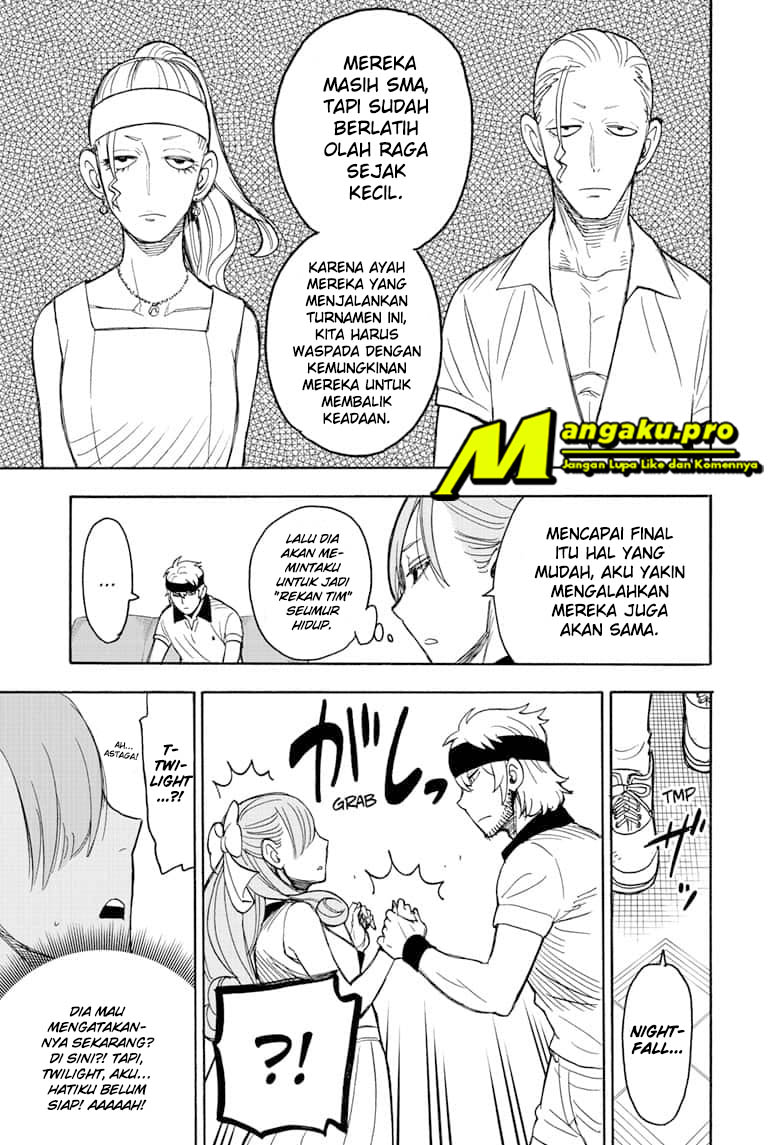 MEREKA
MASIH SMA,
TAPI SUDAH
BERLATIH
OLAH RAGA
SEJAK
KECIL.
KARENA AYAH
MEREKA YANG
MENJALANKAN
TURNAMEN INI,
KITA HARUS
WASPADA DENGAN
KEMUNGKINAN
MEREKA UNTUK
MEMBALIK
KEADAAN.
Mangaku.pro
Jangan Lupa Like dan Komennya
MENCAPAI FINAL
ITU HAL YANG
MUDAH, AKU YAKIN
MENGALAHKAN
MEREKA JUGA
AKAN SAMA.
LALU DIA
AKAN ME-
MINTAKU
UNTUK JADI
"REKAN TIM"
SEUMUR
HIDUP.
...
TMP
ザッ
NIGHT-
FALL...
がしっ
GRAB
?!
T-
TWI-
LIGHT
...?!
AH...
ASTAGA!
DIA MAU
MENGATAKAN-
NYA SEKARANG?
DI SINI?! TAPI,
TWILIGHT, AKU...
HATIKU BELUM
SIAP! AAAAAH!